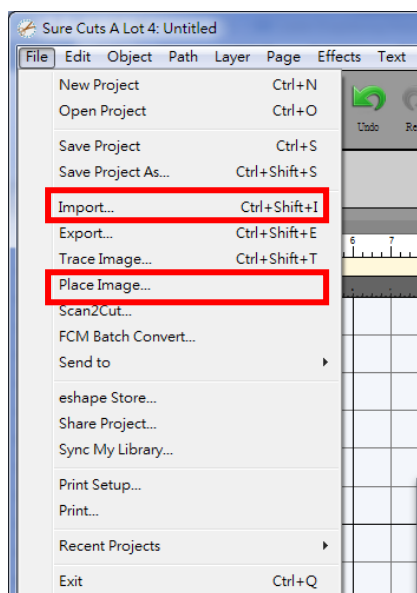 Sure Cuts A Lot 4: Untitled
File Edit Object Path Layer Page Effects Text
New Project Ctrl+N
Open Project Ctrl+O
Undo
Save Project Ctrl+S
Save Project As... Ctrl+Shift+S
Import... Ctrl+Shift+I
Export... Ctrl+Shift+E
6 7
Trace Image... Ctrl+Shift+T
Place Image...
Scan2Cut...
FCM Batch Convert...
Send to
eshape Store...
Share Project...
Sync My Library...
Print Setup...
Print...
Recent Projects
Exit Ctrl+Q